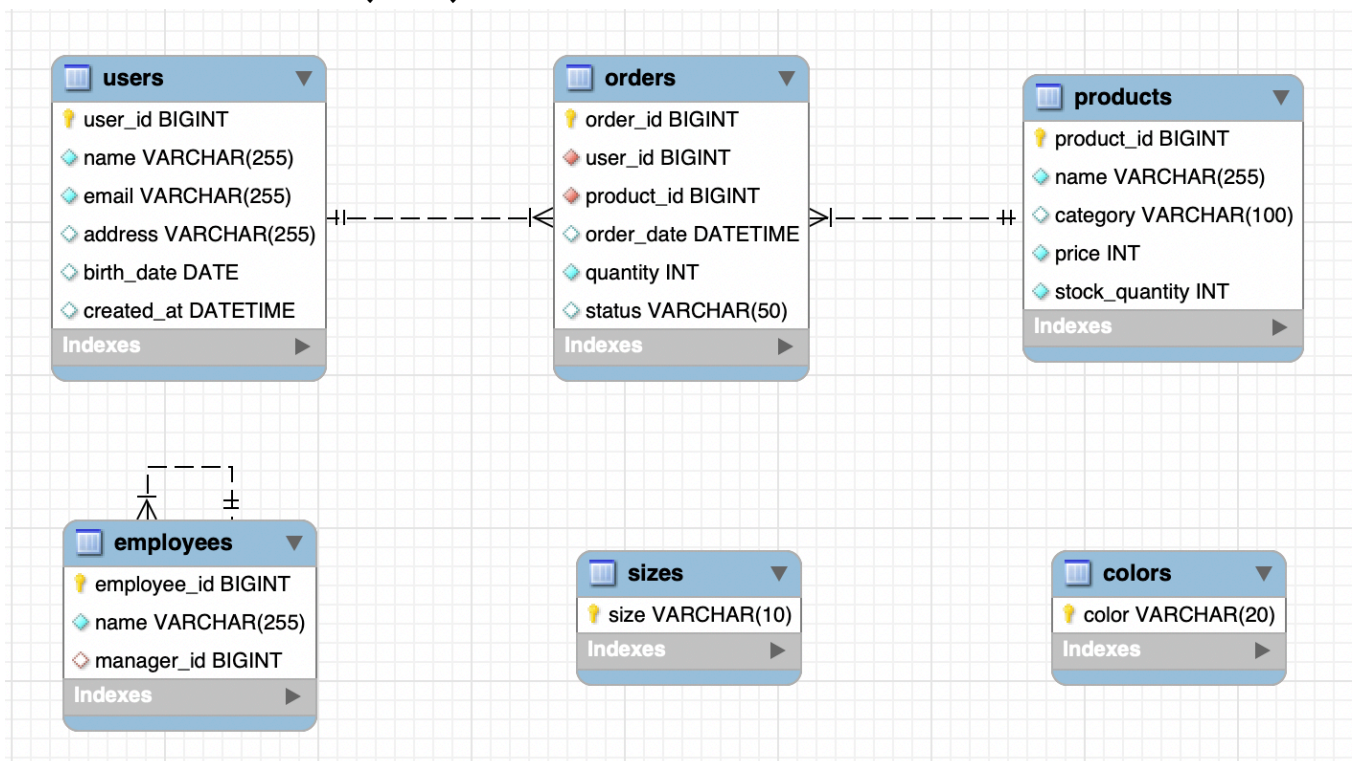 users
user_id BIGINT
name VARCHAR(255)
email VARCHAR(255)
address VARCHAR(255)
birth_date DATE
created_at DATETIME
Indexes
orders
order_id BIGINT
user_id BIGINT
product_id BIGINT
order_date DATETIME
quantity INT
status VARCHAR(50)
Indexes
products
product_id BIGINT
name VARCHAR(255)
category VARCHAR(100)
price INT
stock_quantity INT
Indexes
employees
employee_id BIGINT
name VARCHAR(255)
manager_id BIGINT
Indexes
sizes
size VARCHAR(10)
Indexes
colors
color VARCHAR(20)
Indexes